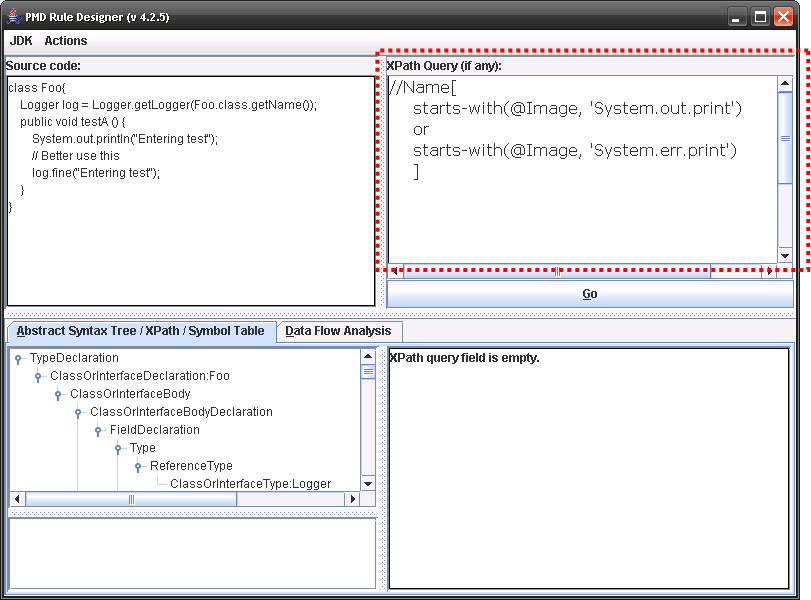 PMD Rule Designer (v 4.2.5)
JDK Actions
Source code:
class Foo{
Logger log = Logger.getLogger(Foo.class.getName());
public void testA () {
System.out.println("Entering test");
// Better use this
log.fine("Entering test");
}
}
XPath Query (if any):
//Name[
starts-with(@Image, 'System.out.print')
or
starts-with(@Image, 'System.err.print')
]
Go
Abstract Syntax Tree / XPath / Symbol Table
Data Flow Analysis
TypeDeclaration
ClassOrInterfaceDeclaration:Foo
ClassOrInterfaceBody
ClassOrInterfaceBodyDeclaration
FieldDeclaration
Type
ReferenceType
ClassOrInterfaceType:Logger
XPath query field is empty.